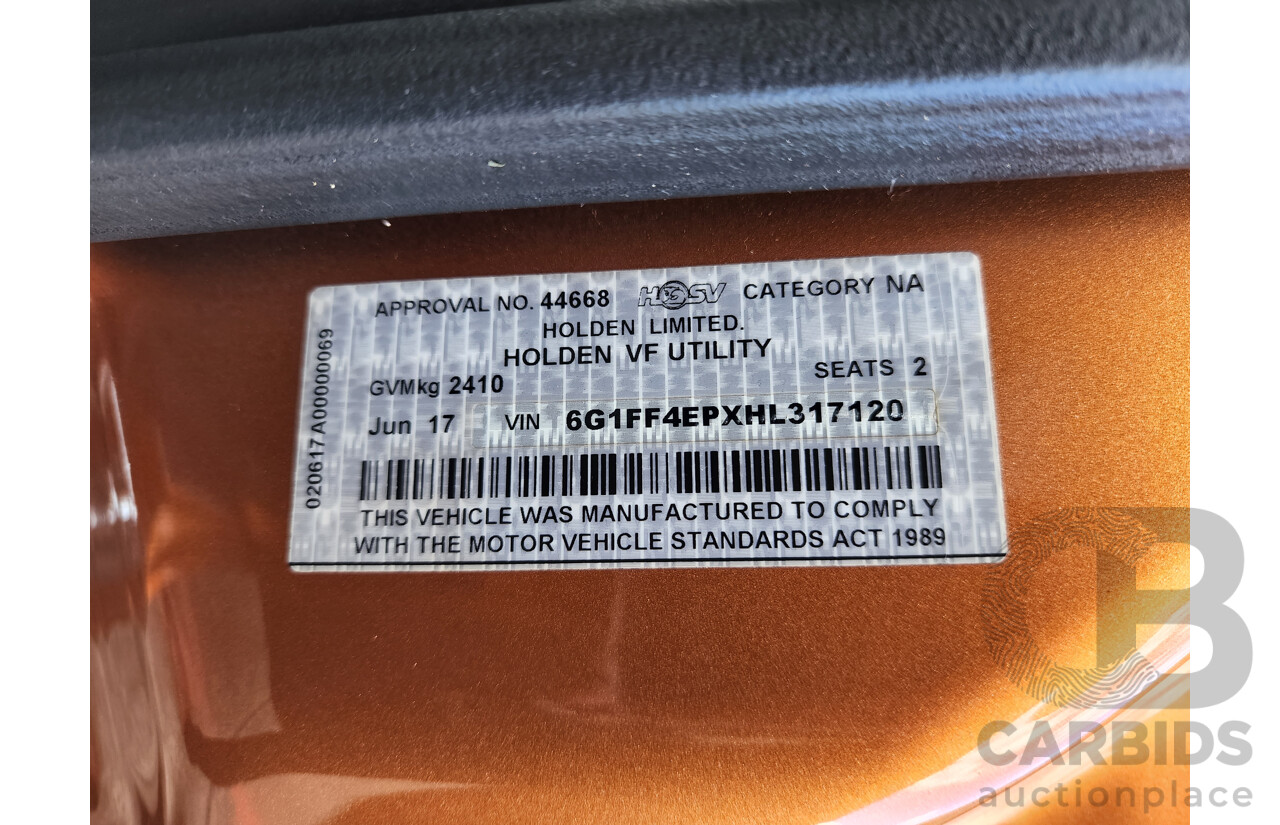 APPROVAL NO. 44668 HSV CATEGORY NA
HOLDEN LIMITED.
HOLDEN VF UTILITY
GVMkg 2410 SEATS 2
Jun 17 VIN 6G1FF4EPXHL317120
THIS VEHICLE WAS MANUFACTURED TO COMPLY
WITH THE MOTOR VEHICLE STANDARDS ACT 1989
020617A00000069
CB
CARBIDS
auctionplace